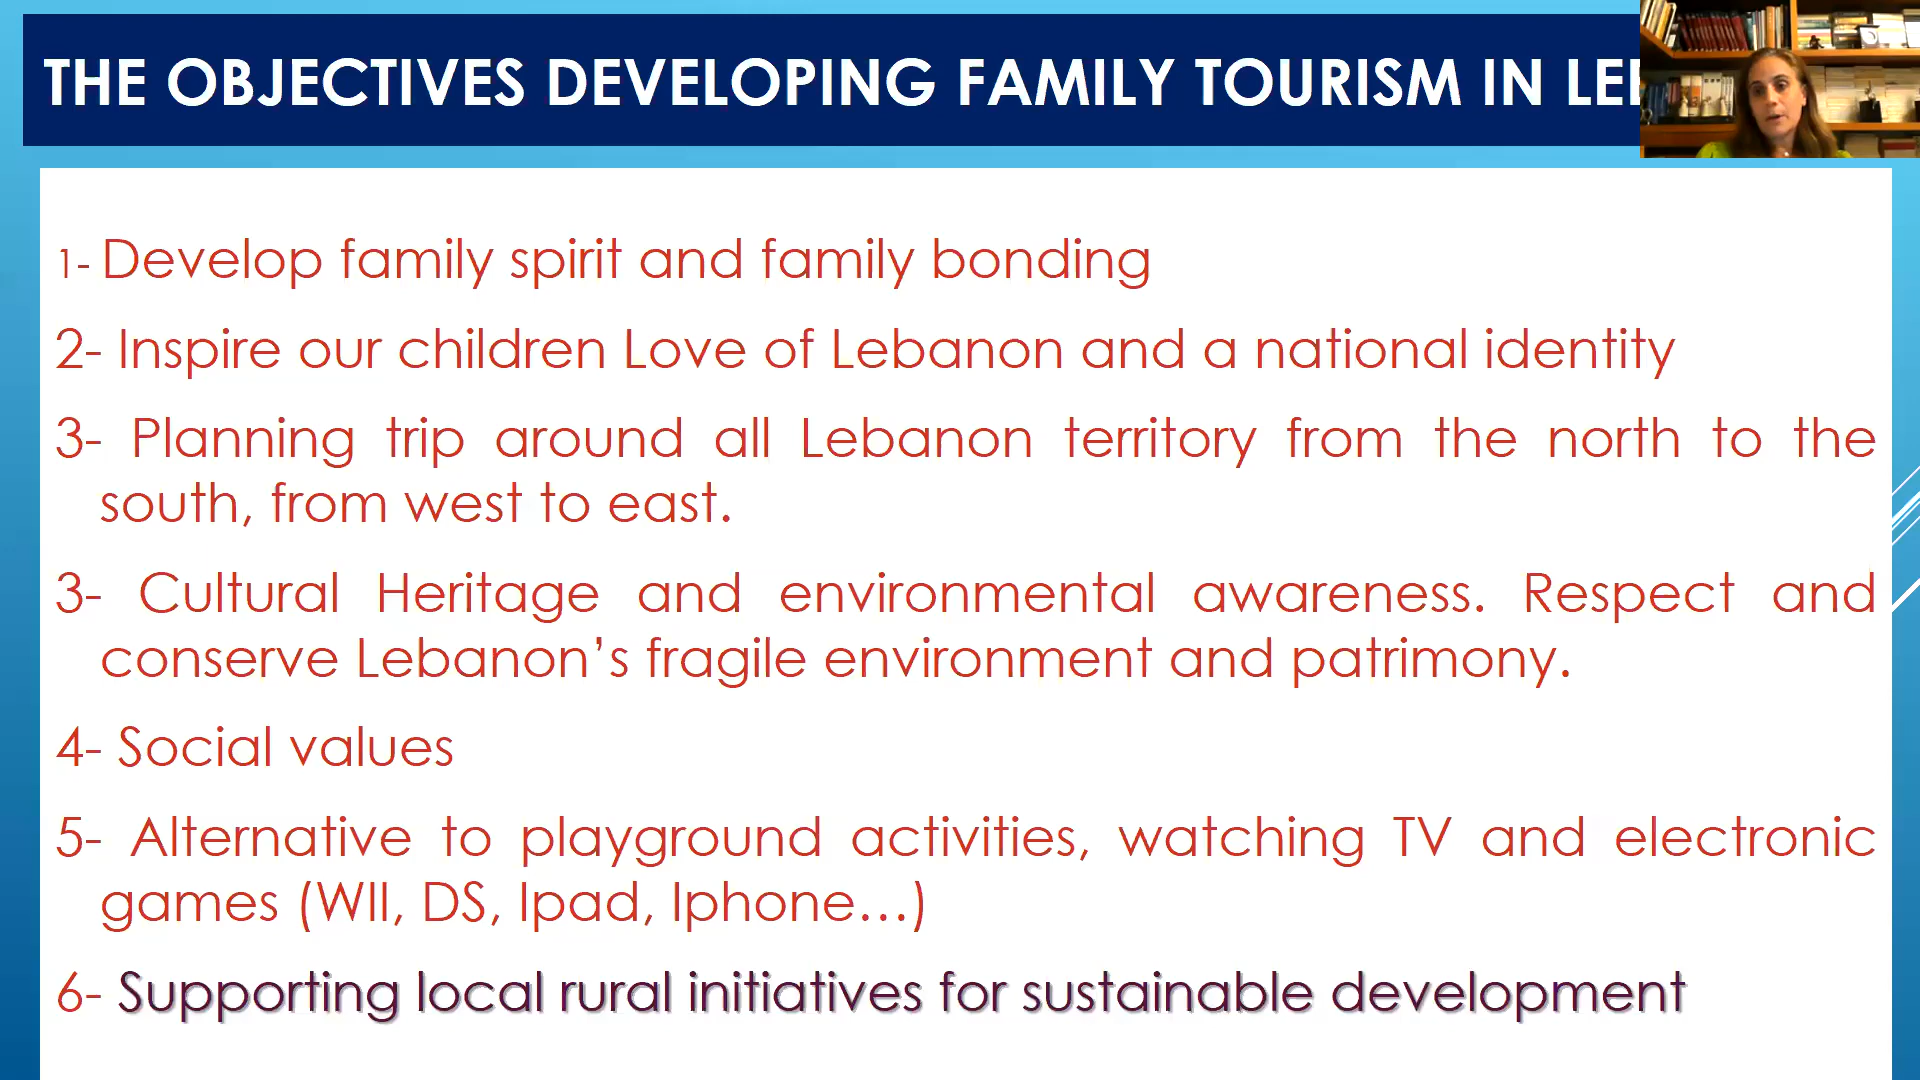 THE OBJECTIVES DEVELOPING FAMILY TOURISM IN
1- Develop family spirit and family bonding
2- Inspire our children Love of Lebanon and a national identity
3- Planning trip around all Lebanon territory from the north to the
south, from west to east.
3- Cultural Heritage and environmental awareness. Respect and
conserve Lebanon’s fragile environment and patrimony.
4- Social values
5- Alternative to playground activities, watching TV and electronic
games (WII, DS, Ipad, Iphone…)
6- Supporting local rural initiatives for sustainable development